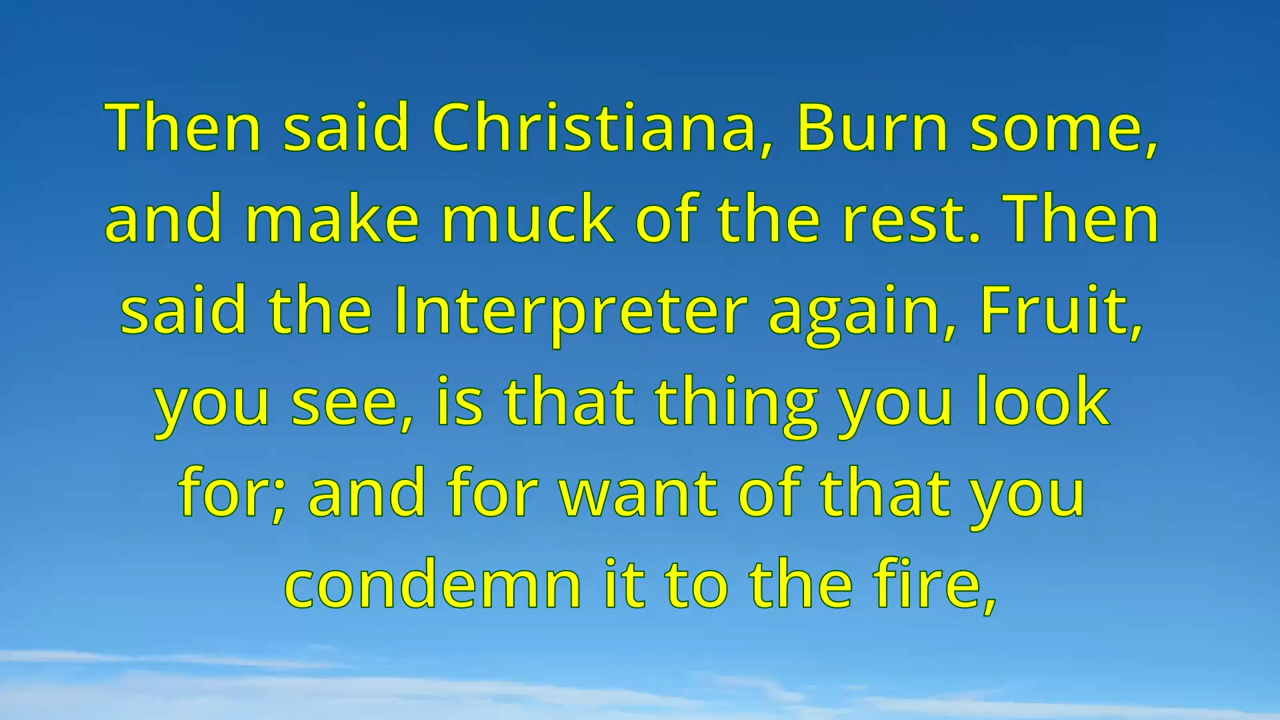 Then said Christiana, Burn some,
and make muck of the rest. Then
said the Interpreter again, Fruit,
you see, is that thing you look
for; and for want of that you
condemn it to the fire,